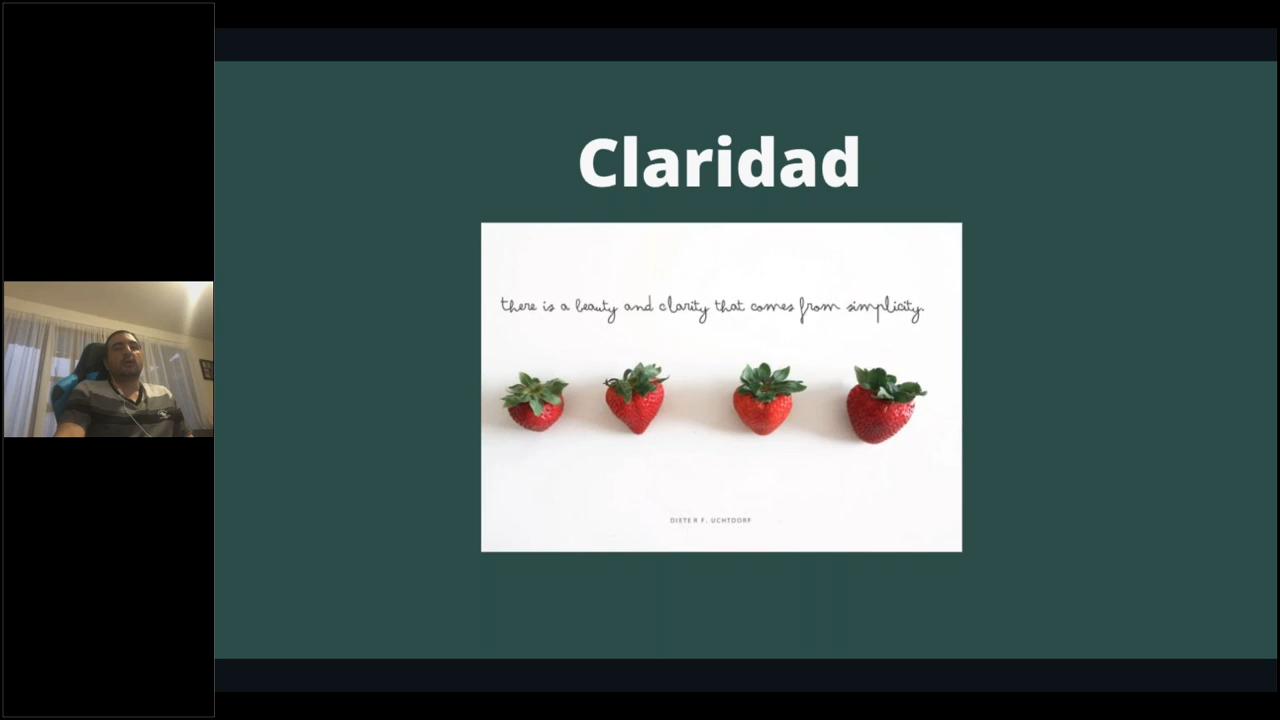 Claridad
there is a beauty and clarity that comes from simplicity.
DIETER F. UCHTDORF